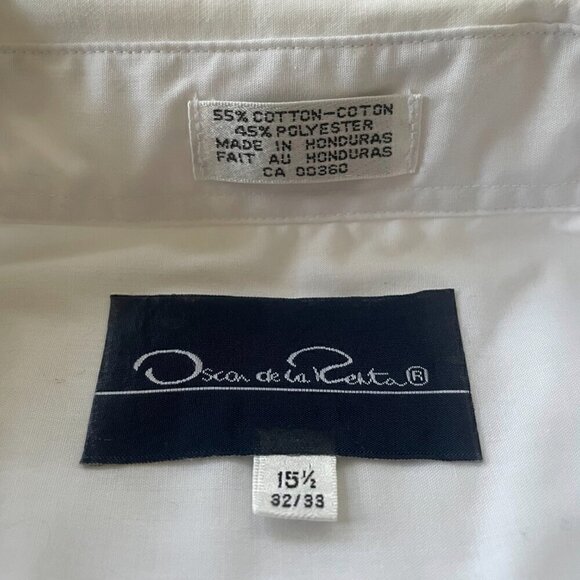 55% COTTON-COTON
45% POLYESTER
MADE IN HONDURAS
FAIT AU HONDURAS
CA 00360
Oscar de la Renta ®
15½
32/33